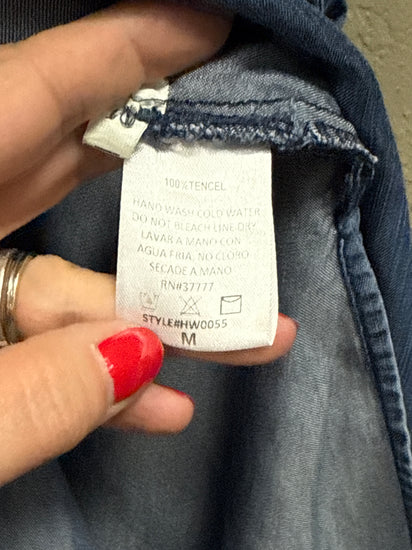 100%TENCEL
HAND WASH COLD WATER
DO NOT BLEACH LINE DRY
LAVAR A MANO CON
AGUA FRIA, NO CLORO
SECADE A MANO
RN#37777
STYLE#HW0055
M